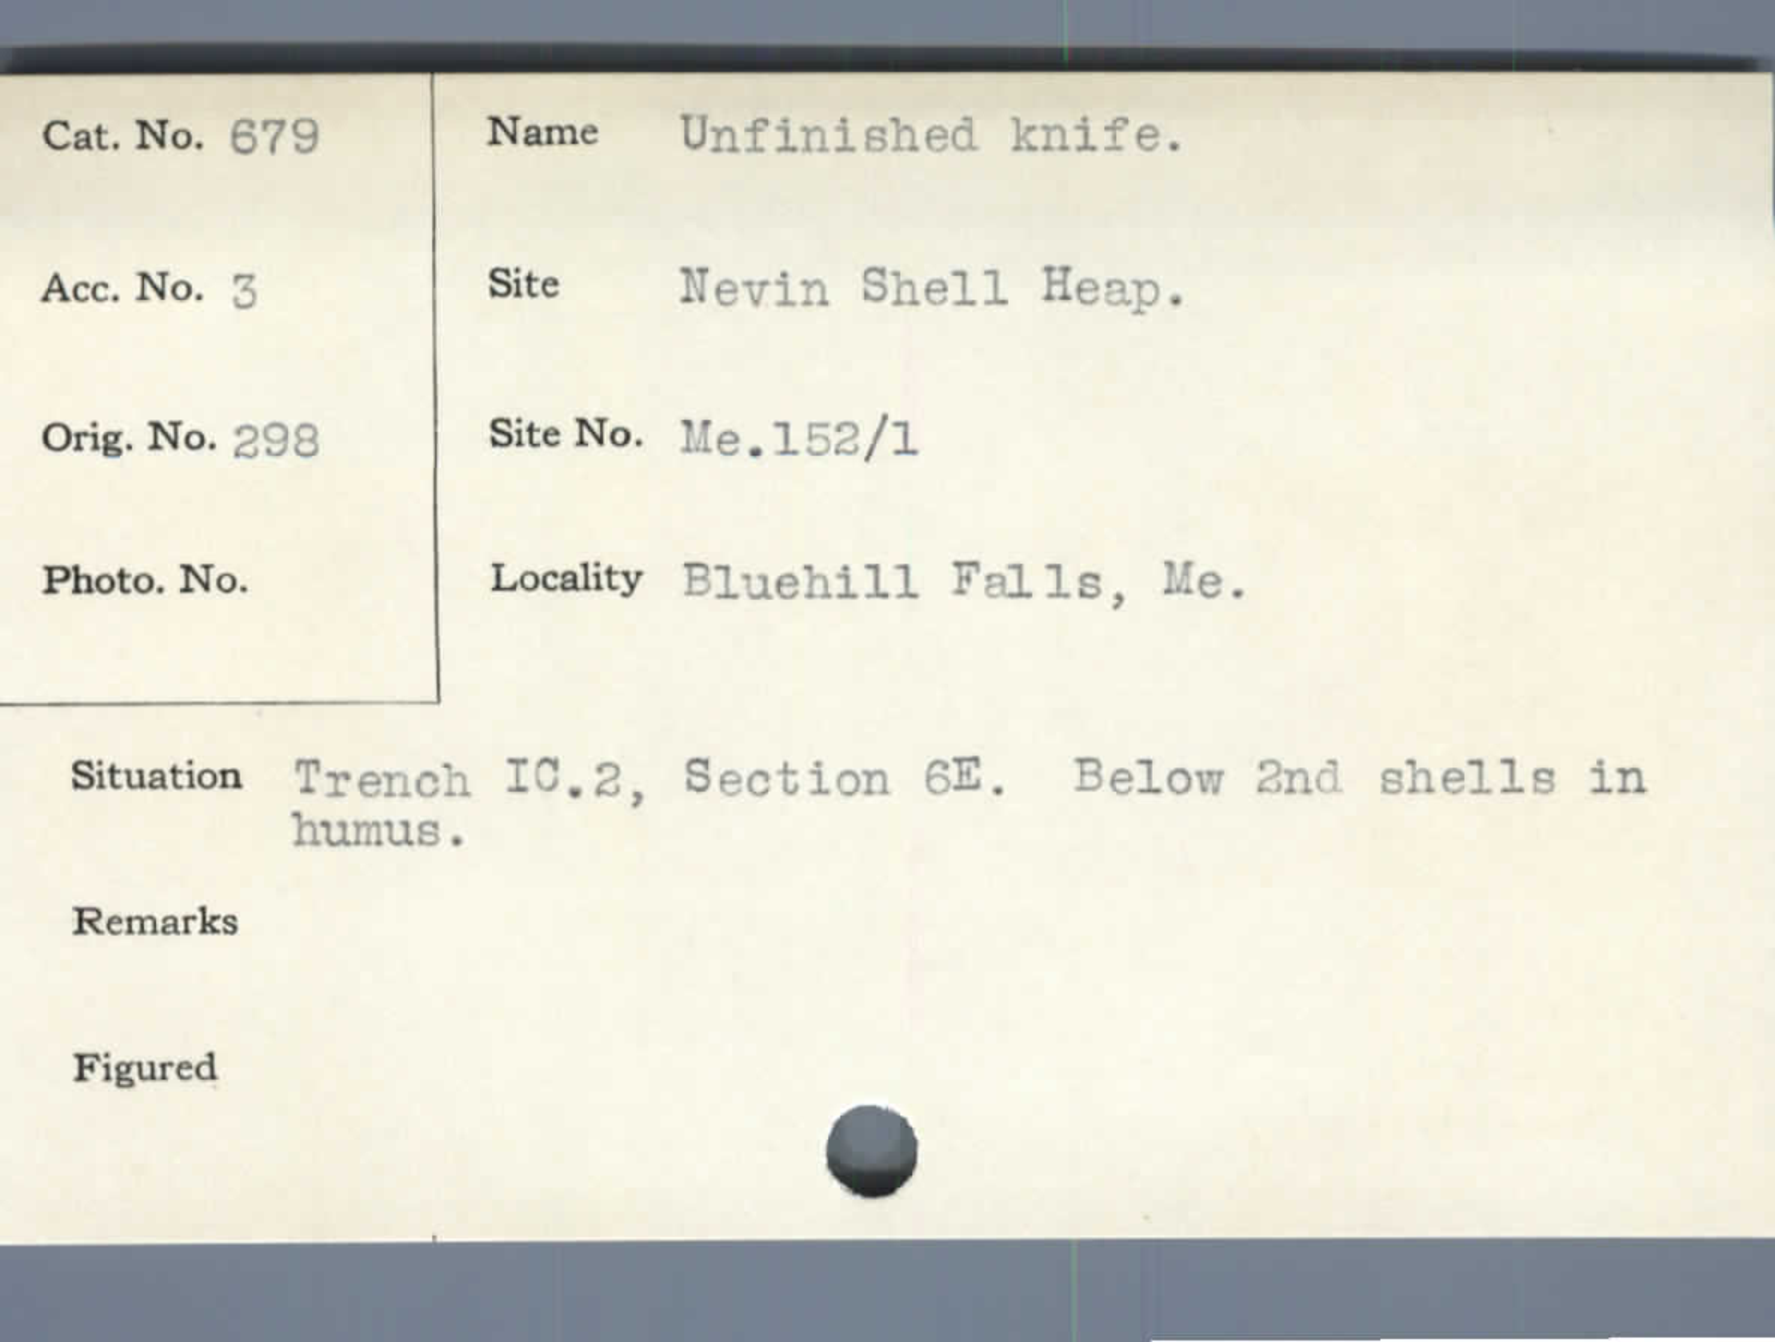 Cat. No. 679
Name Unfinished knife.
Acc. No. 3
Site Nevin Shell Heap.
Orig. No. 298
Site No. Me.152/1
Photo. No.
Locality Bluehill Falls, Me.
Situation Trench IC.2, Section 6E. Below 2nd shells in
humus.
Remarks
Figured